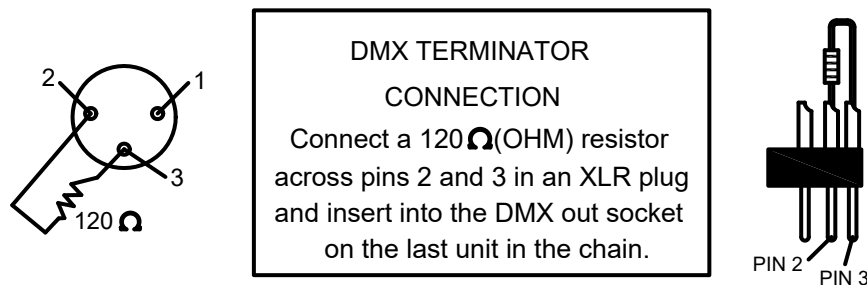 2
1
3
120 Ω
DMX TERMINATOR
CONNECTION
Connect a 120Ω(OHM) resistor
across pins 2 and 3 in an XLR plug
and insert into the DMX out socket
on the last unit in the chain.
PIN 2
PIN 3